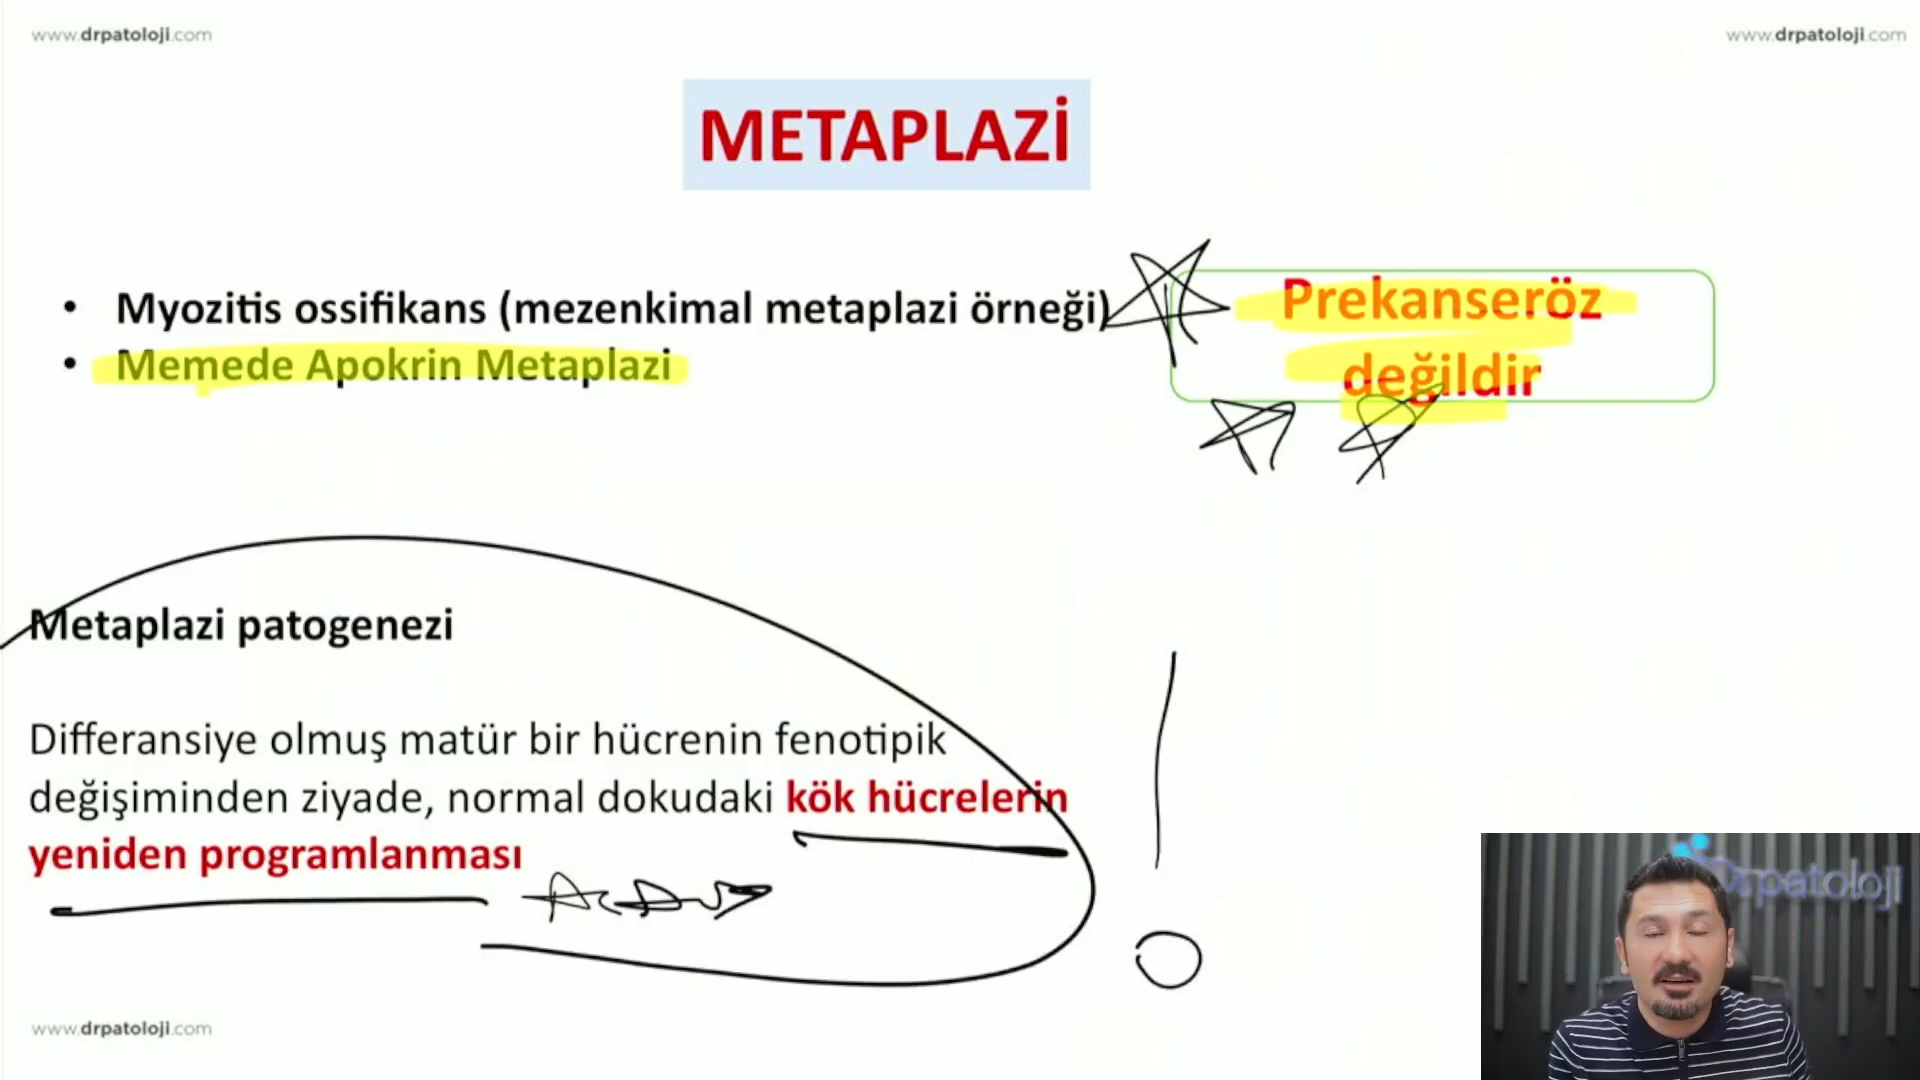 www.drpatoloji.com
www.drpatoloji.com
METAPLAZİ
• Myozitis ossifikans (mezenkimal metaplazi örneği)
• Memede Apokrin Metaplazi
Prekanseröz
değildir
Metaplazi patogenezi
Differansiye olmuş matür bir hücrenin fenotipik
değişiminden ziyade, normal dokudaki kök hücrelerin
yeniden programlanması
www.drpatoloji.com
Drpatoloji